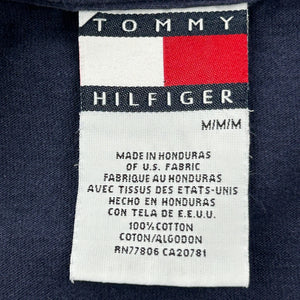 TOMMY
HILFIGER
M/M/M
MADE IN HONDURAS
OF U.S. FABRIC
FABRIQUE AU HONDURAS
AVEC TISSUS DES ETATS-UNIS
HECHO EN HONDURAS
CON TELA DE E.E.U.U.
100% COTTON
COTON/ALGODON
RN77806 CA20781